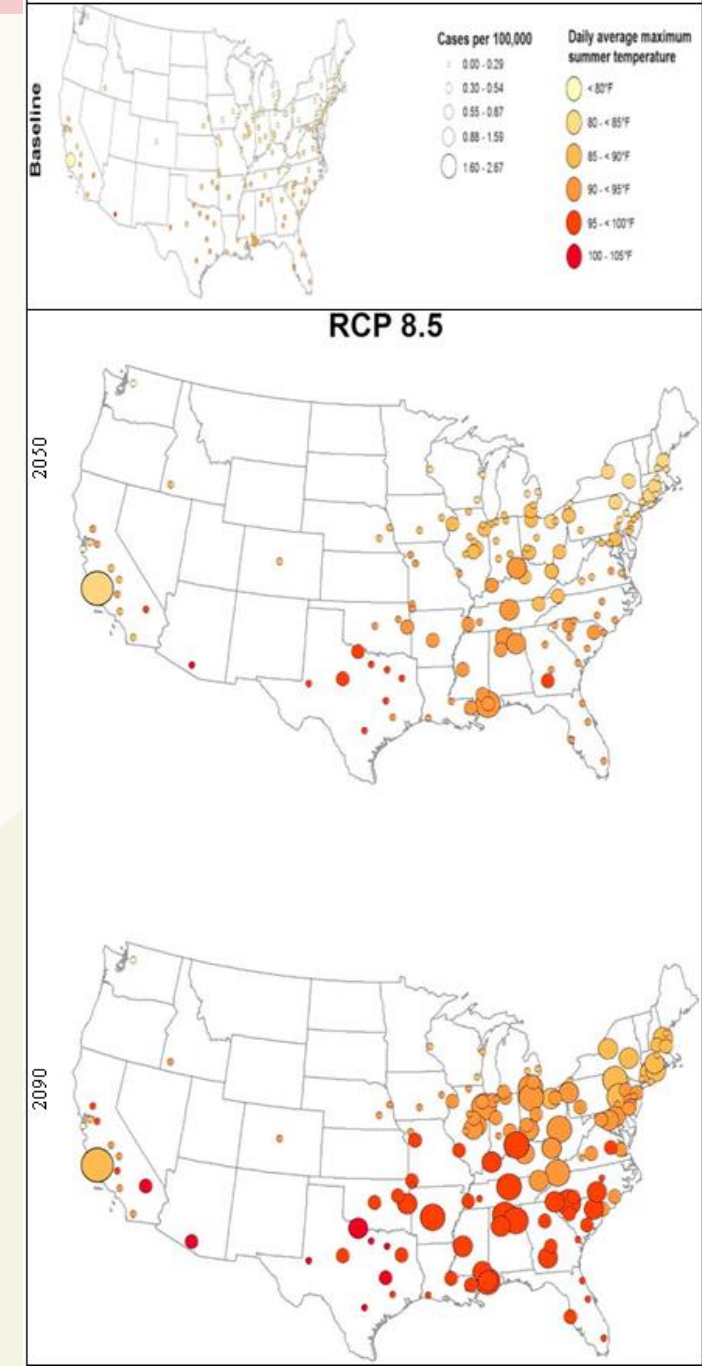 Baseline
Cases per 100,000
0.00 - 0.29
0.30 - 0.54
0.55 - 0.87
0.88 - 1.59
1.60 - 2.67
Daily average maximum
summer temperature
< 80°F
80 - < 85°F
85 - < 90°F
90 - < 95°F
95 - < 100°F
100 - 105°F
RCP 8.5
2050
2090